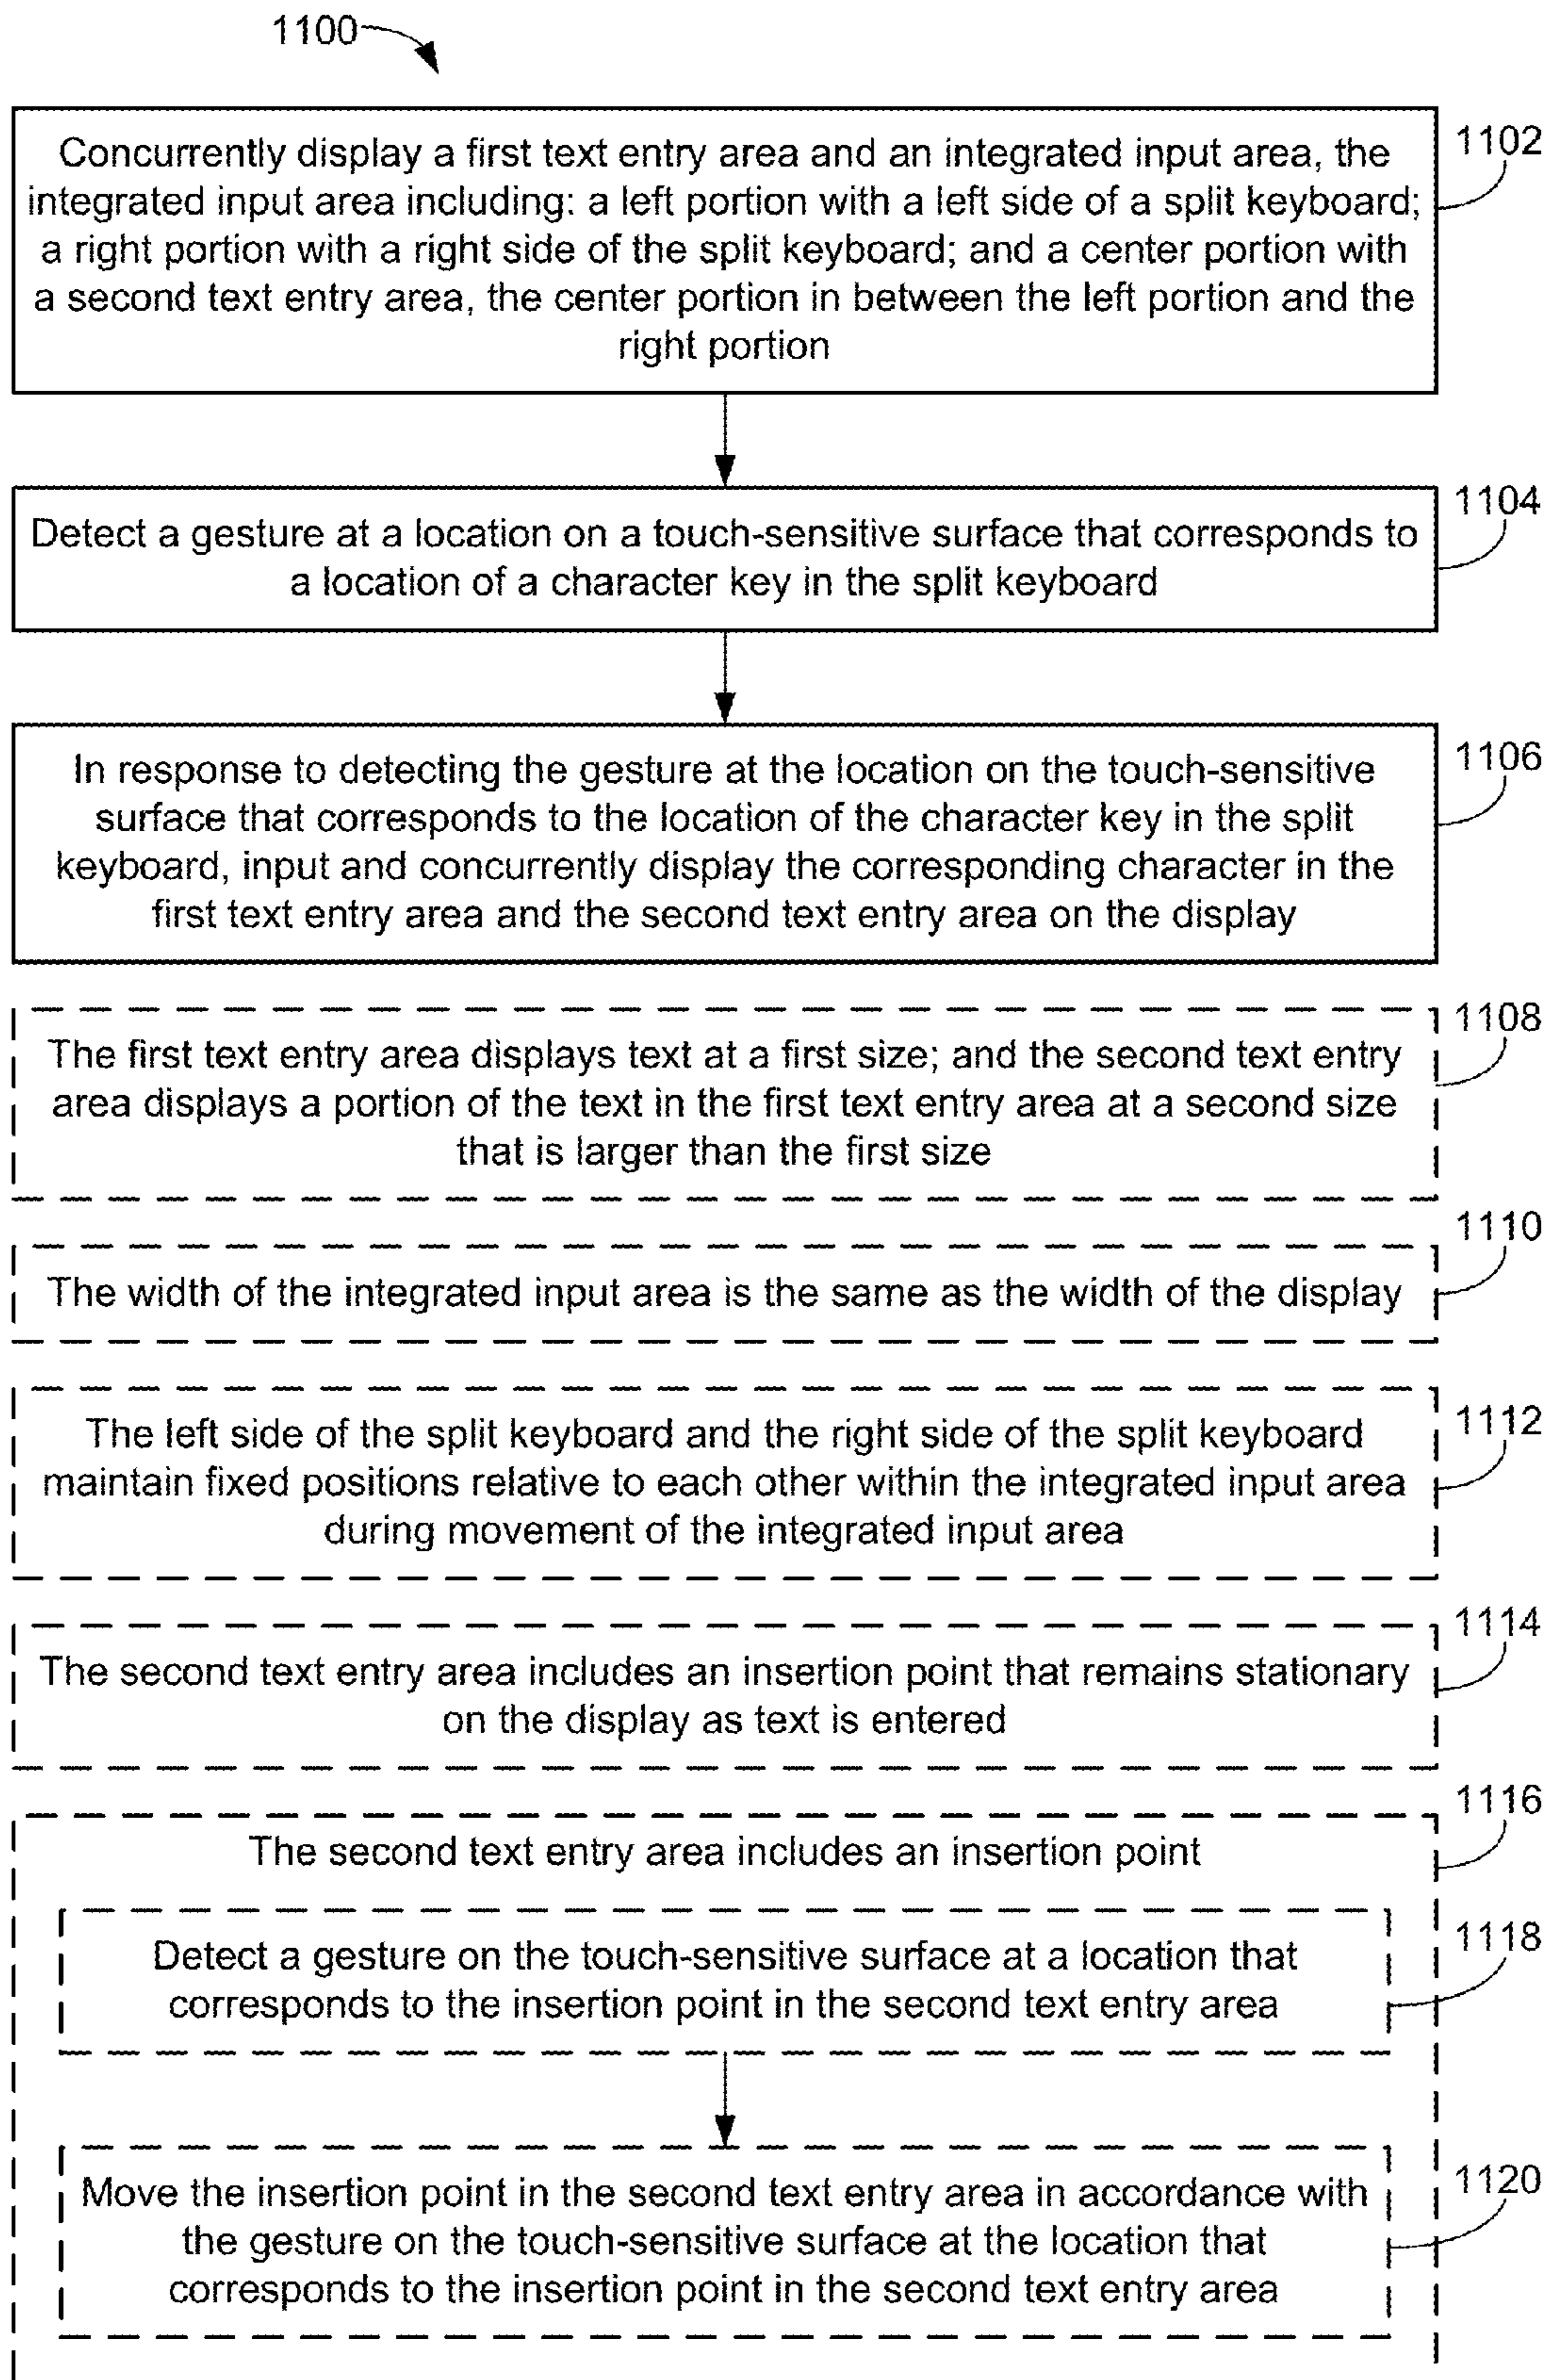 1100
Concurrently display a first text entry area and an integrated input area, the
integrated input area including: a left portion with a left side of a split keyboard;
a right portion with a right side of the split keyboard; and a center portion with
a second text entry area, the center portion in between the left portion and the
right portion
1102
Detect a gesture at a location on a touch-sensitive surface that corresponds to
a location of a character key in the split keyboard
1104
In response to detecting the gesture at the location on the touch-sensitive
surface that corresponds to the location of the character key in the split
keyboard, input and concurrently display the corresponding character in the
first text entry area and the second text entry area on the display
1106
The first text entry area displays text at a first size; and the second text entry
area displays a portion of the text in the first text entry area at a second size
that is larger than the first size
1108
The width of the integrated input area is the same as the width of the display
1110
The left side of the split keyboard and the right side of the split keyboard
maintain fixed positions relative to each other within the integrated input area
during movement of the integrated input area
1112
The second text entry area includes an insertion point that remains stationary
on the display as text is entered
1114
The second text entry area includes an insertion point
1116
Detect a gesture on the touch-sensitive surface at a location that
corresponds to the insertion point in the second text entry area
1118
Move the insertion point in the second text entry area in accordance with
the gesture on the touch-sensitive surface at the location that
corresponds to the insertion point in the second text entry area
1120